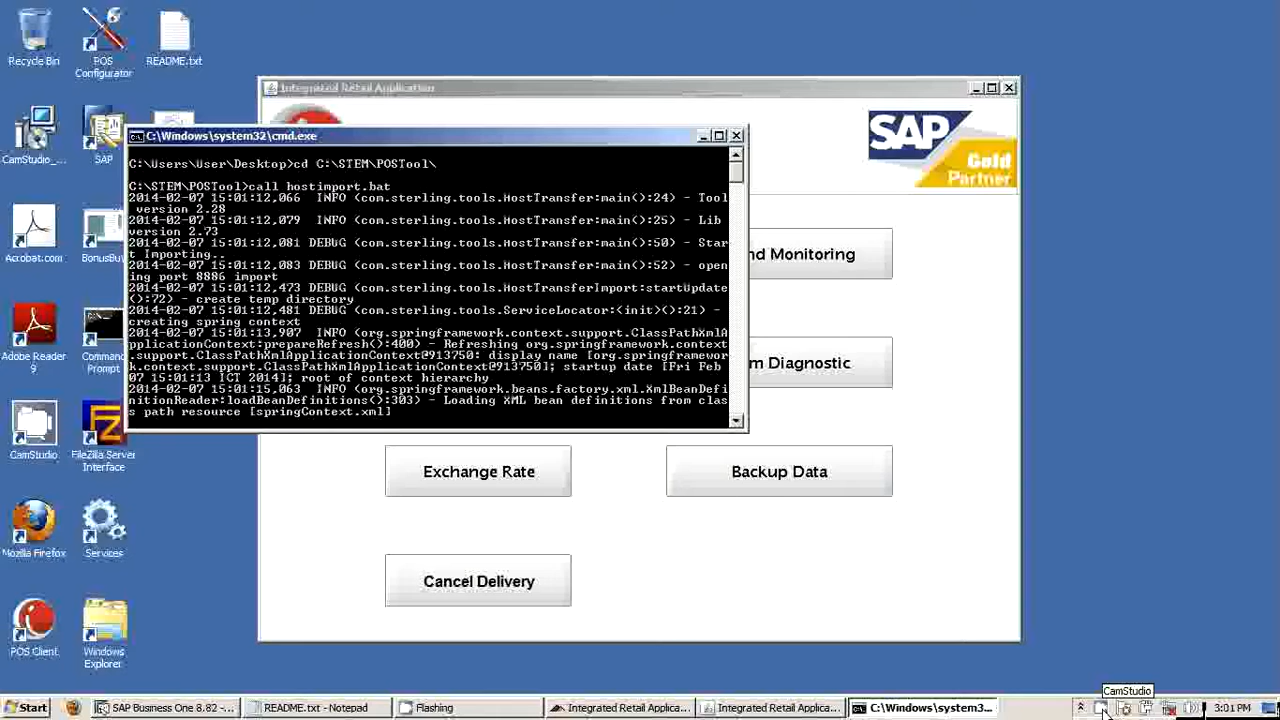 Recycle Bin
POS
Configurator
README.txt
CamStudio_...
SAP
Acrobat.com
BonusBu
Adobe Reader
9
Command
Prompt
CamStudio
FileZilla Server
Interface
Mozilla Firefox
Services
POS Client
Windows
Explorer
Integrated Retail Application
SAP
Gold
Partner
nd Monitoring
m Diagnostic
Exchange Rate
Backup Data
Cancel Delivery
C:\Windows\system32\cmd.exe
C:\Users\User\Desktop>cd C:\STEM\POSTool\
C:\STEM\POSTool>call hostimport.bat
2014-02-07 15:01:12,066  INFO (com.sterling.tools.HostTransfer:main():24) - Tool
 version 2.28
2014-02-07 15:01:12,079  INFO (com.sterling.tools.HostTransfer:main():25) - Lib
version 2.73
2014-02-07 15:01:12,081 DEBUG (com.sterling.tools.HostTransfer:main():50) - Star
t Importing..
2014-02-07 15:01:12,083 DEBUG (com.sterling.tools.HostTransfer:main():52) - open
ing port 8886 import
2014-02-07 15:01:12,473 DEBUG (com.sterling.tools.HostTransferImport:startUpdate
():72) - create temp directory
2014-02-07 15:01:12,481 DEBUG (com.sterling.tools.ServiceLocator:<init>():21) -
creating spring context
2014-02-07 15:01:13,907  INFO (org.springframework.context.support.ClassPathXmlA
pplicationContext:prepareRefresh():400) - Refreshing org.springframework.context
.support.ClassPathXmlApplicationContext@913750: display name [org.springframewor
k.context.support.ClassPathXmlApplicationContext@913750]; startup date [Fri Feb
07 15:01:13 ICT 2014]; root of context hierarchy
2014-02-07 15:01:15,063  INFO (org.springframework.beans.factory.xml.XmlBeanDefi
nitionReader:loadBeanDefinitions():303) - Loading XML bean definitions from clas
s path resource [springContext.xml]
CamStudio
Start
SAP Business One 8.82 -...
README.txt - Notepad
Flashing
Integrated Retail Applica...
Integrated Retail Applica...
C:\Windows\system3...
3:01 PM